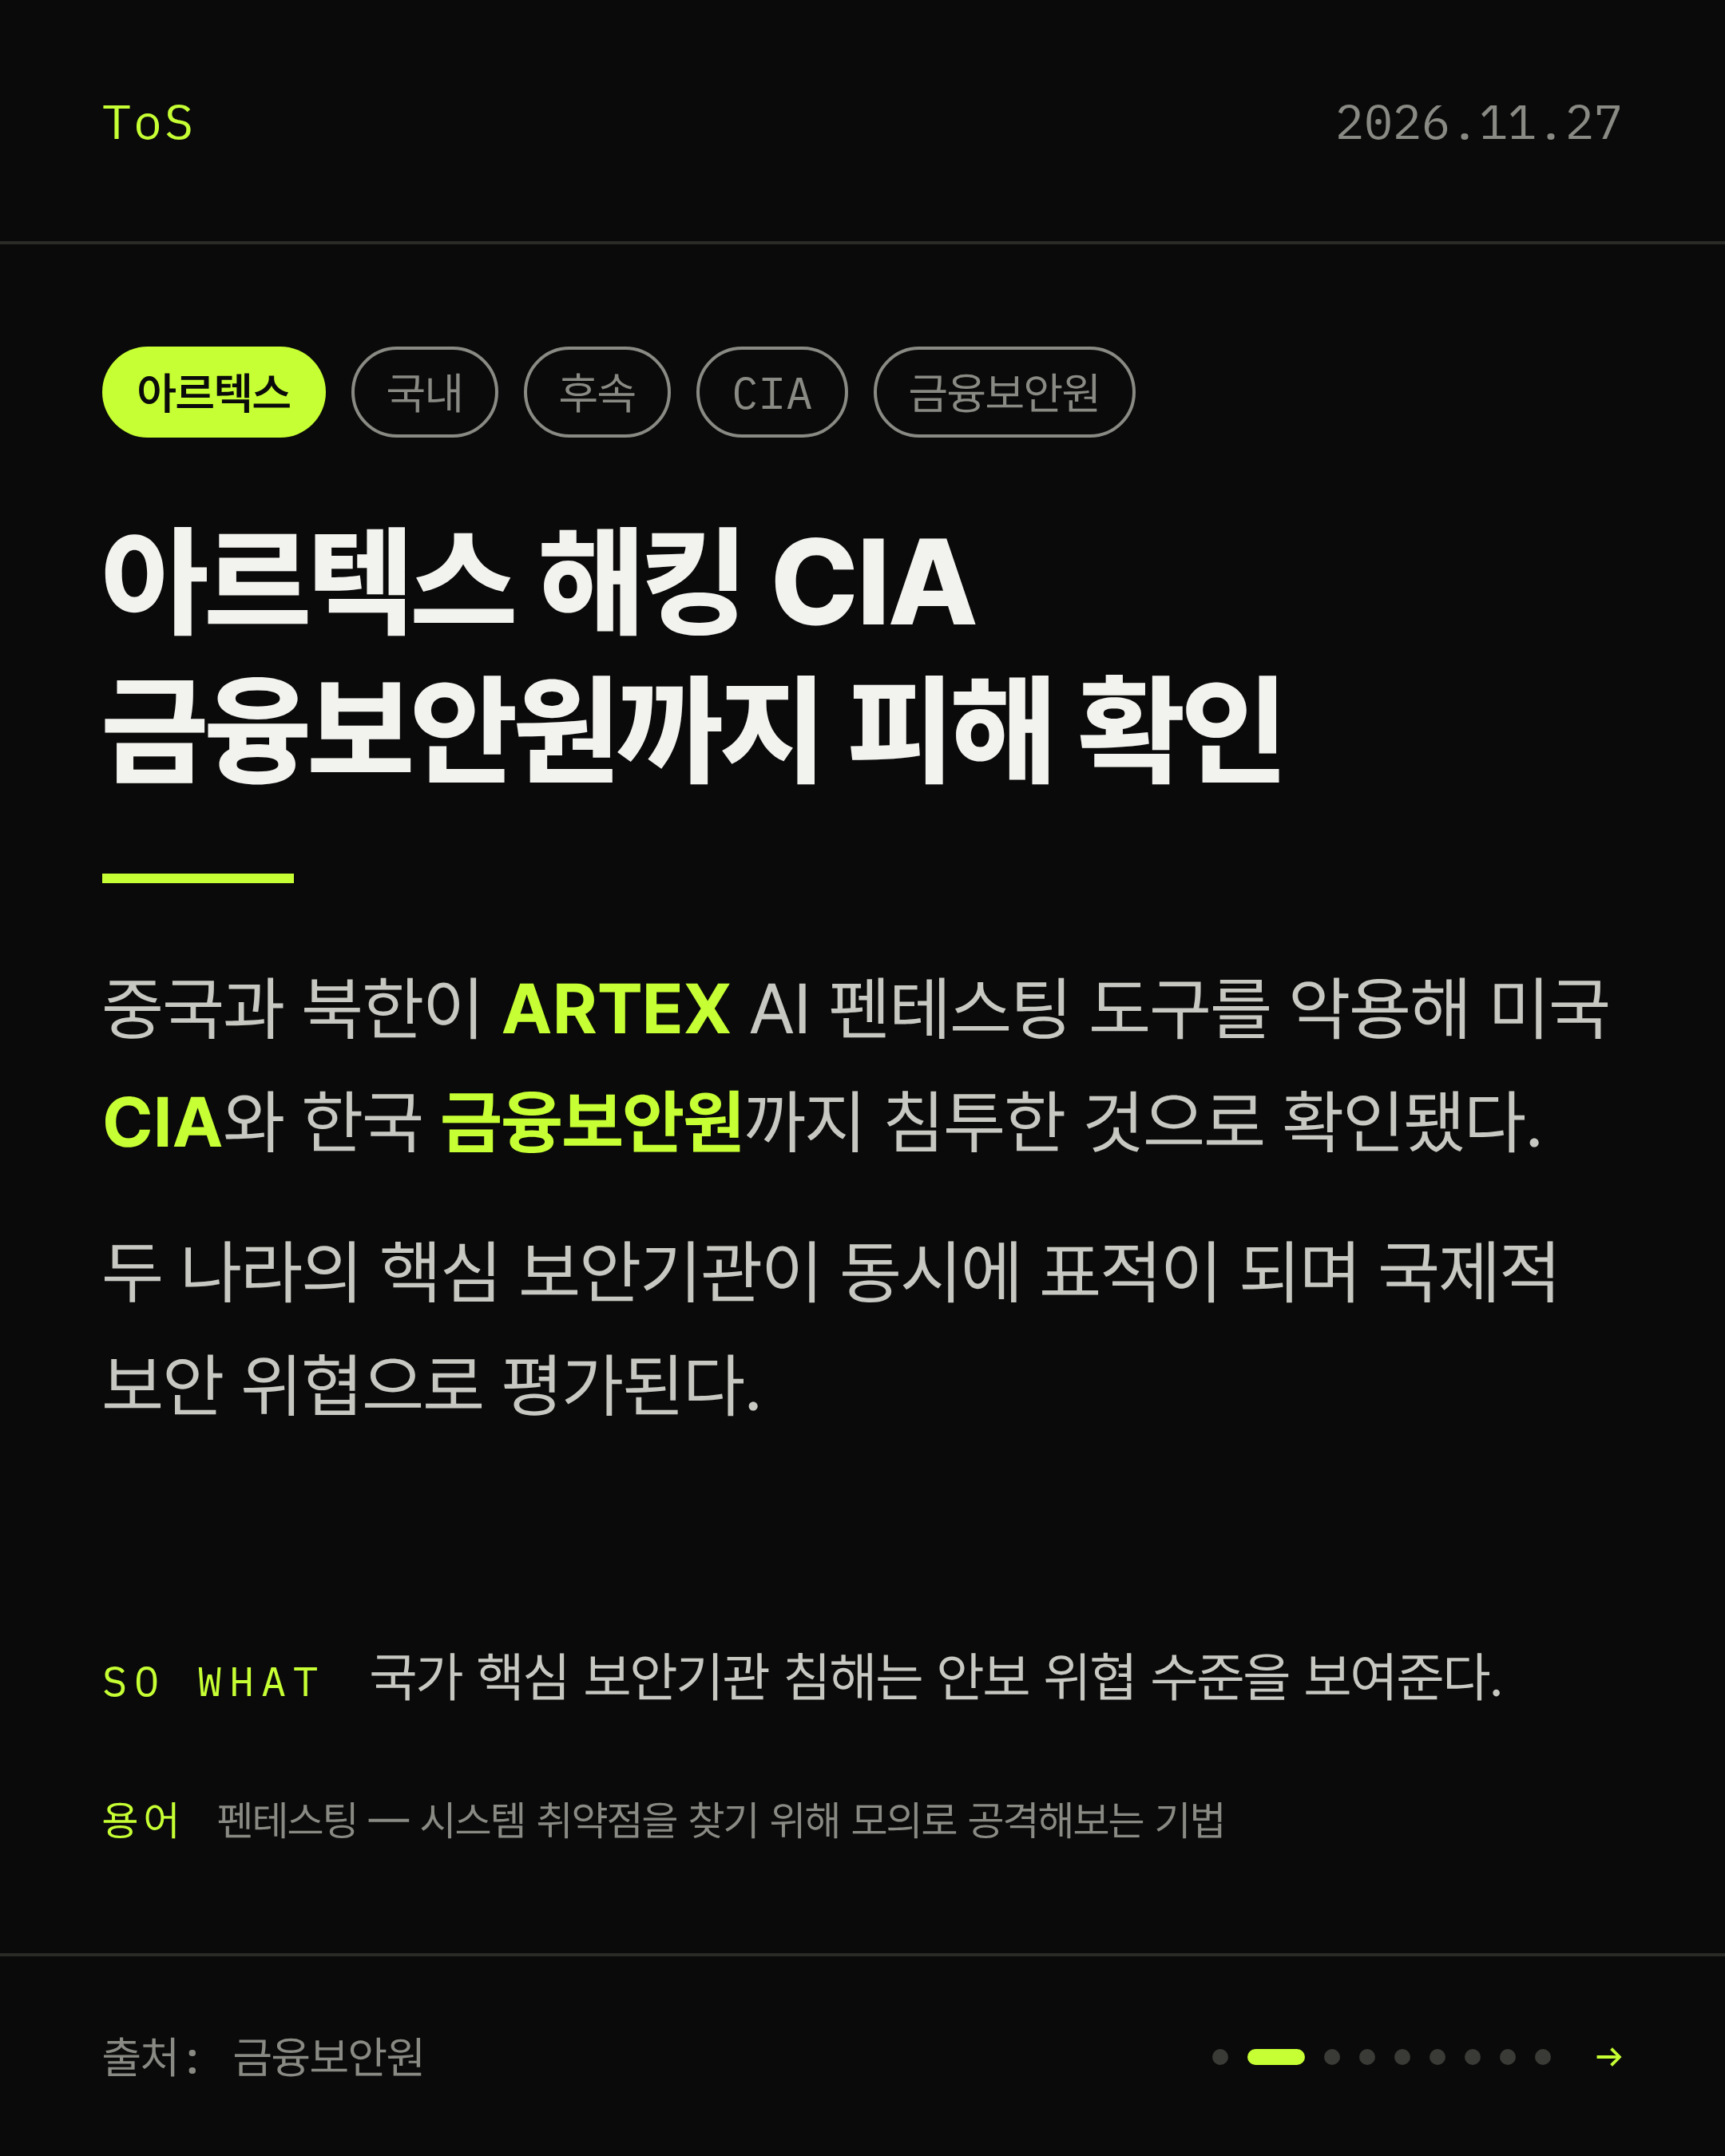 ToS
2026.11.27
아르텍스
국내
후속
CIA
금융보안원
아르텍스 해킹 CIA
금융보안원까지 피해 확인
중국과 북한이 ARTEX AI 펜테스팅 도구를 악용해 미국
CIA와 한국 금융보안원까지 침투한 것으로 확인됐다.
두 나라의 핵심 보안기관이 동시에 표적이 되며 국제적
보안 위협으로 평가된다.
SO WHAT 국가 핵심 보안기관 침해는 안보 위협 수준을 보여준다.
용어 펜테스팅 — 시스템 취약점을 찾기 위해 모의로 공격해보는 기법
출처: 금융보안원
→